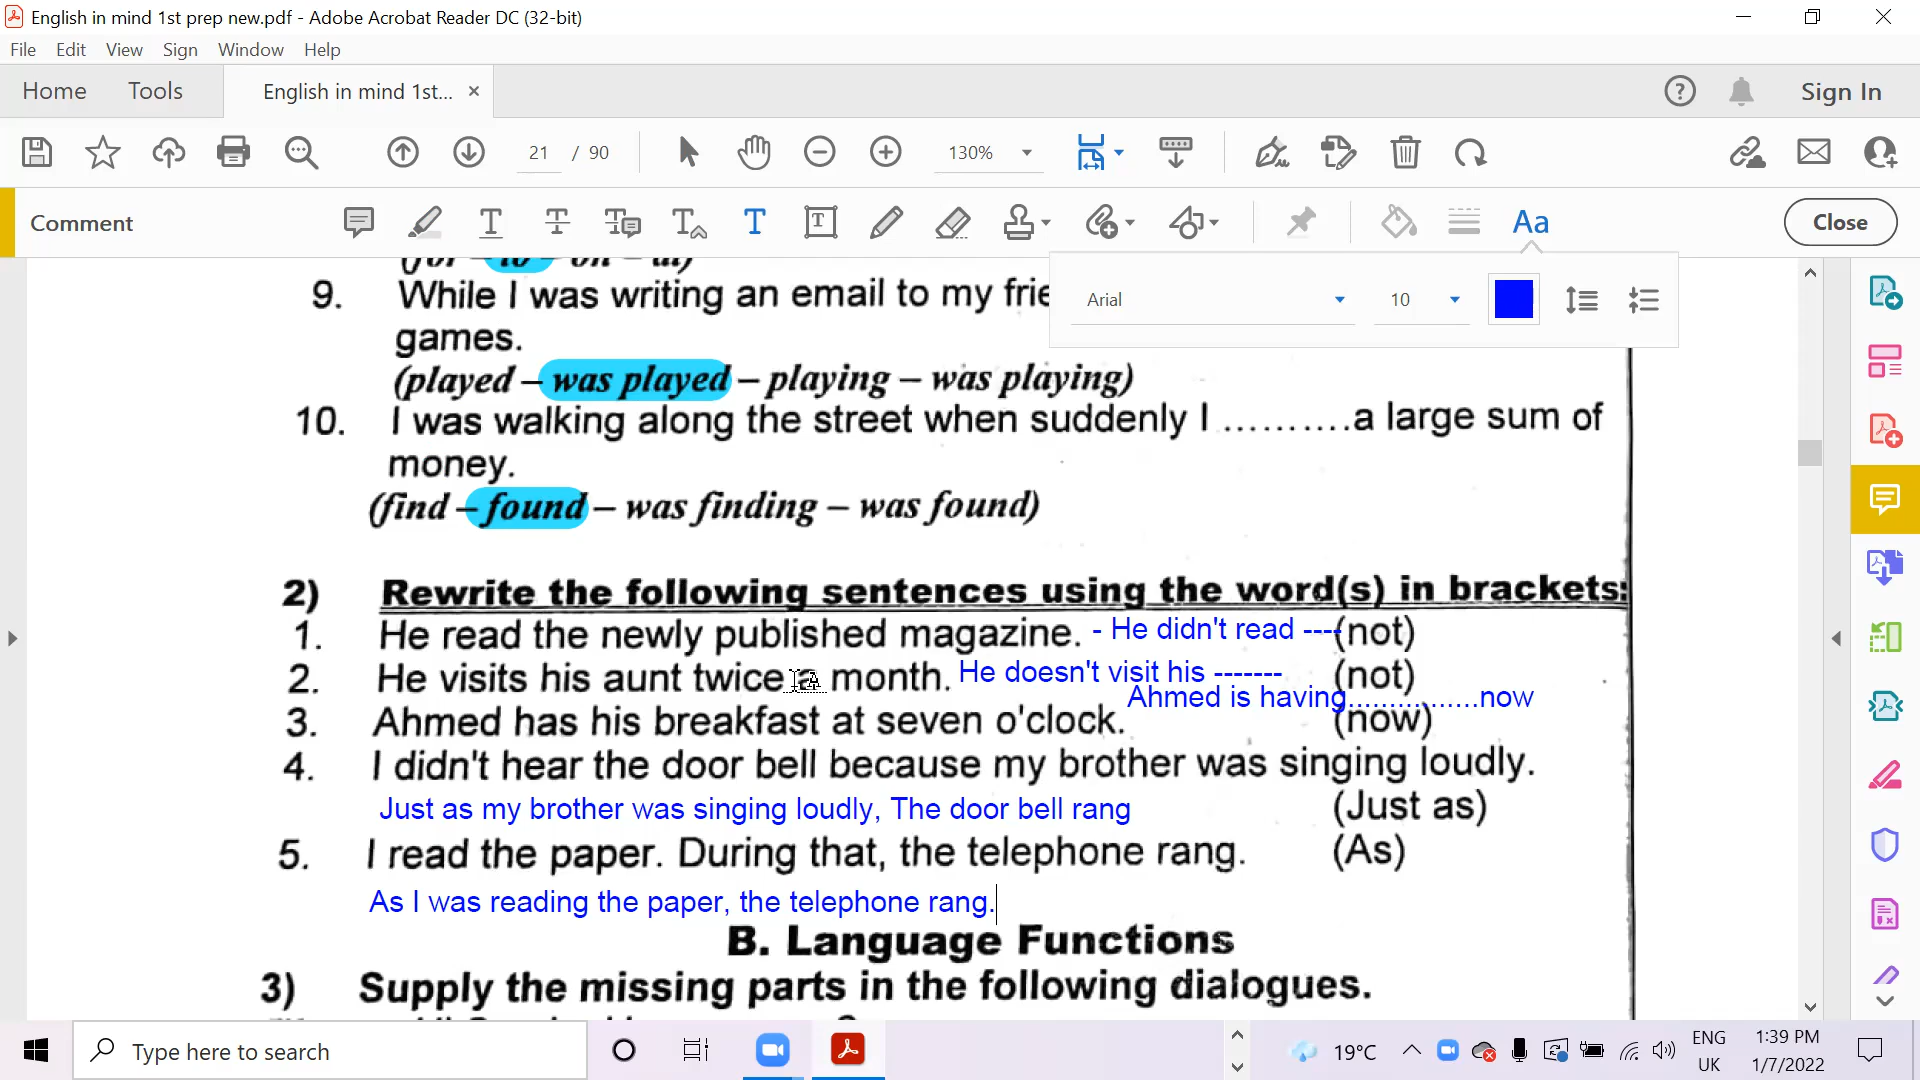 English in mind 1st prep new.pdf - Adobe Acrobat Reader DC (32-bit)
File Edit View Sign Window Help
Home Tools English in mind 1st... × Sign In
21 / 90 130%
Comment Aa Close
Arial 10
9. While I was writing an email to my frie
games.
(played – was played – playing – was playing)
10. I was walking along the street when suddenly I ..........a large sum of
money.
(find – found – was finding – was found)
2) Rewrite the following sentences using the word(s) in brackets:
1. He read the newly published magazine. - He didn't read ---- (not)
2. He visits his aunt twice a month. He doesn't visit his ------- (not)
Ahmed is having................now
3. Ahmed has his breakfast at seven o'clock. (now)
4. I didn't hear the door bell because my brother was singing loudly.
Just as my brother was singing loudly, The door bell rang (Just as)
5. I read the paper. During that, the telephone rang. (As)
As I was reading the paper, the telephone rang.
B. Language Functions
3) Supply the missing parts in the following dialogues.
Type here to search
19°C
ENG
UK
1:39 PM
1/7/2022